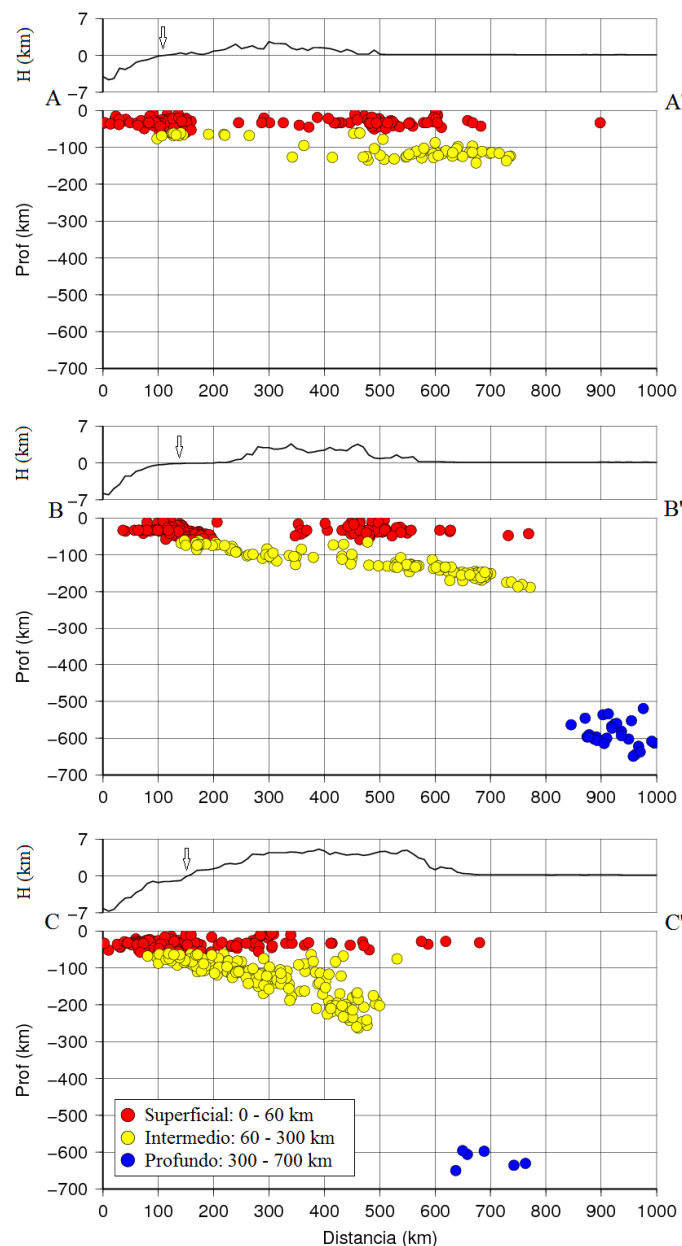 7
0
−7
H (km)
A
A'
0
−100
−200
−300
−400
−500
−600
−700
Prof (km)
0 100 200 300 400 500 600 700 800 900 1000
7
0
−7
H (km)
B
B'
0
−100
−200
−300
−400
−500
−600
−700
Prof (km)
0 100 200 300 400 500 600 700 800 900 1000
7
0
−7
H (km)
C
C'
0
−100
−200
−300
−400
−500
−600
−700
Prof (km)
Superficial: 0 - 60 km
Intermedio: 60 - 300 km
Profundo: 300 - 700 km
0 100 200 300 400 500 600 700 800 900 1000
Distancia (km)